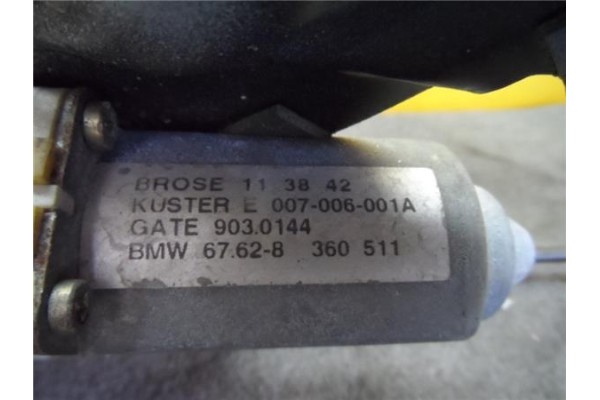 BROSE 11 38 42
KUSTER E 007-006-001A
GATE 903.0144
BMW 67.62-8 360 511